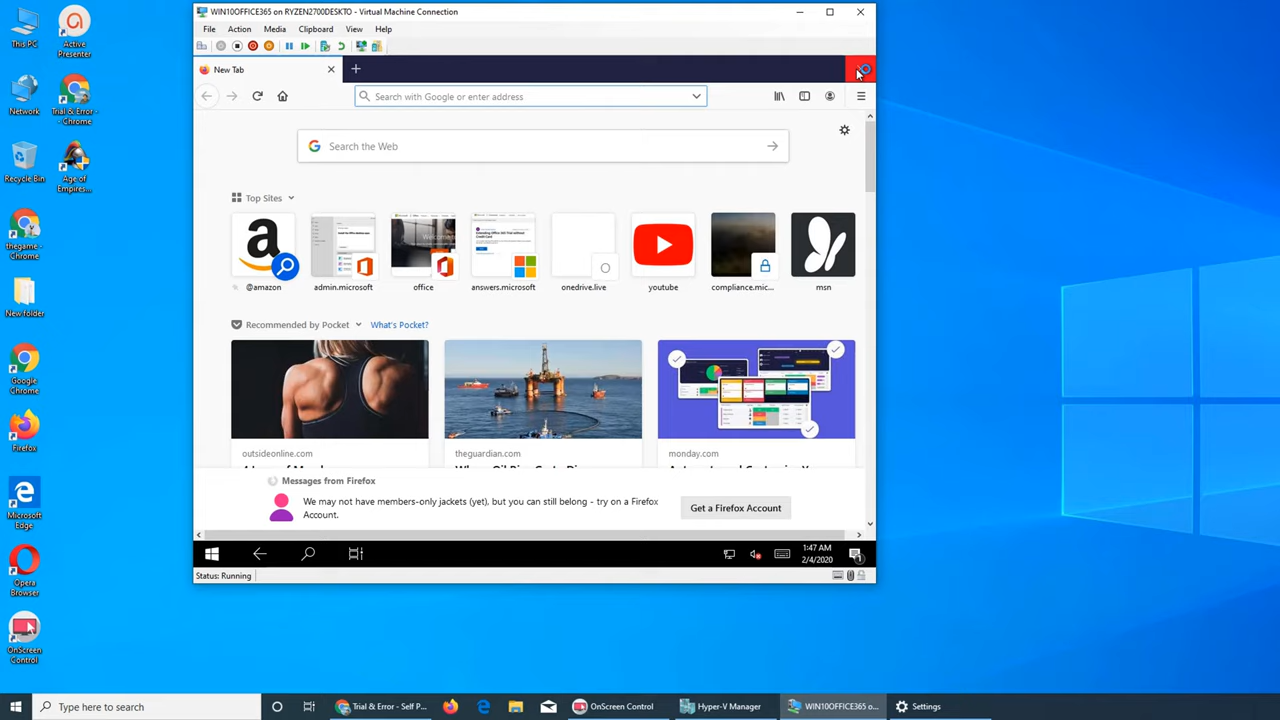 WIN10OFFICE365 on RYZEN2700DESKTO - Virtual Machine Connection
File Action Media Clipboard View Help
New Tab
Search with Google or enter address
Search the Web
Top Sites
@amazon
admin.microsoft
office
answers.microsoft
onedrive.live
youtube
compliance.mic...
msn
Recommended by Pocket
What's Pocket?
outsideonline.com
theguardian.com
monday.com
Messages from Firefox
We may not have members-only jackets (yet), but you can still belong - try on a Firefox
Account.
Get a Firefox Account
1:47 AM
2/4/2020
1
Status: Running
This PC
Active
Presenter
Network
Trial & Error -
- Chrome
Recycle Bin
Age of
Empires...
thegame -
Chrome
New folder
Google
Chrome
Firefox
Microsoft
Edge
Opera
Browser
OnScreen
Control
Type here to search
Trial & Error - Self P...
OnScreen Control
Hyper-V Manager
WIN10OFFICE365 o...
Settings